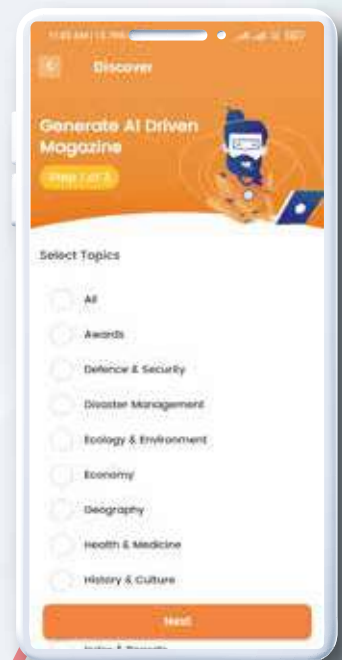 Discover
Generate AI Driven
Magazine
Step 1 of 3
Select Topics
All
Awards
Defence & Security
Disaster Management
Ecology & Environment
Economy
Geography
Health & Medicine
History & Culture
Next